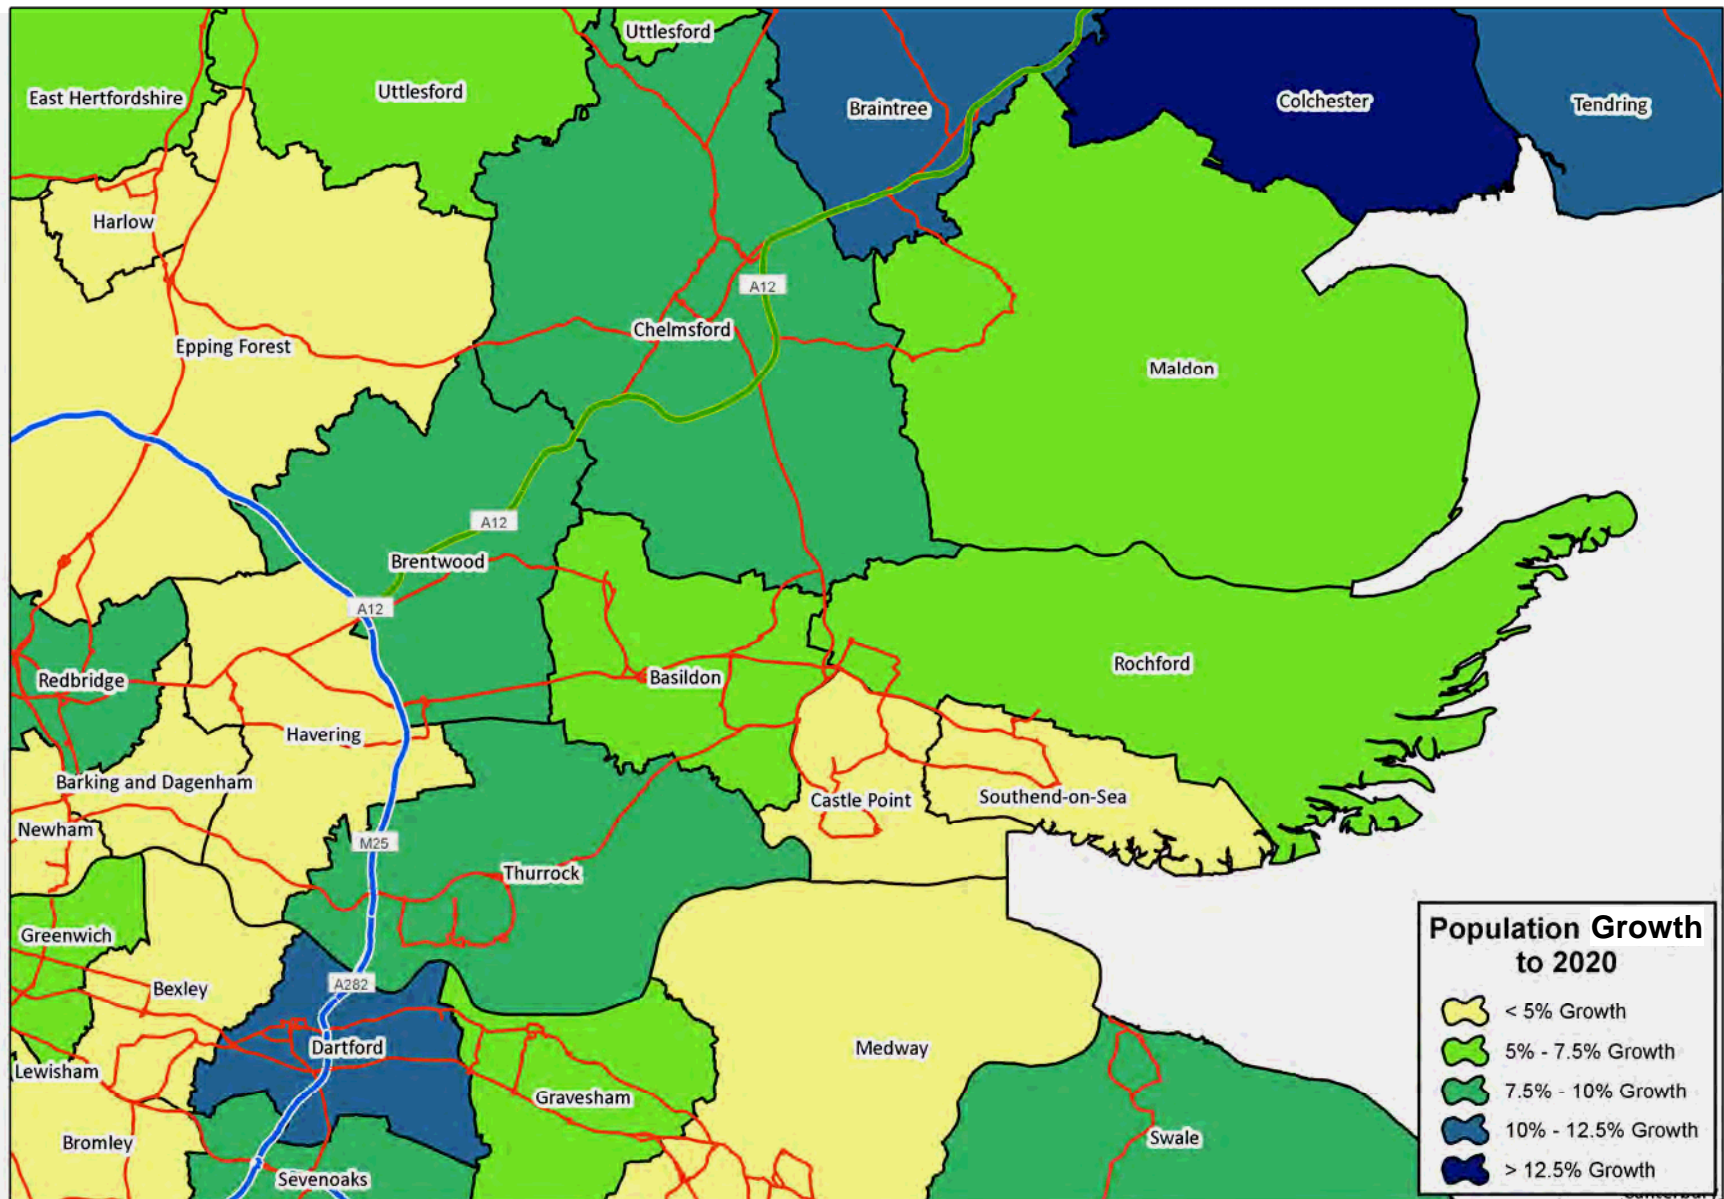 Uttlesford
Uttlesford
East Hertfordshire
Braintree
Colchester
Tendring
Harlow
A12
Chelmsford
Epping Forest
Maldon
A12
Brentwood
A12
Redbridge
Basildon
Rochford
Havering
Barking and Dagenham
Castle Point
Southend-on-Sea
Newham
M25
Thurrock
Greenwich
A282
Bexley
Dartford
Medway
Lewisham
Gravesham
Bromley
Swale
Sevenoaks
Population Growth
to 2020
< 5% Growth
5% - 7.5% Growth
7.5% - 10% Growth
10% - 12.5% Growth
> 12.5% Growth